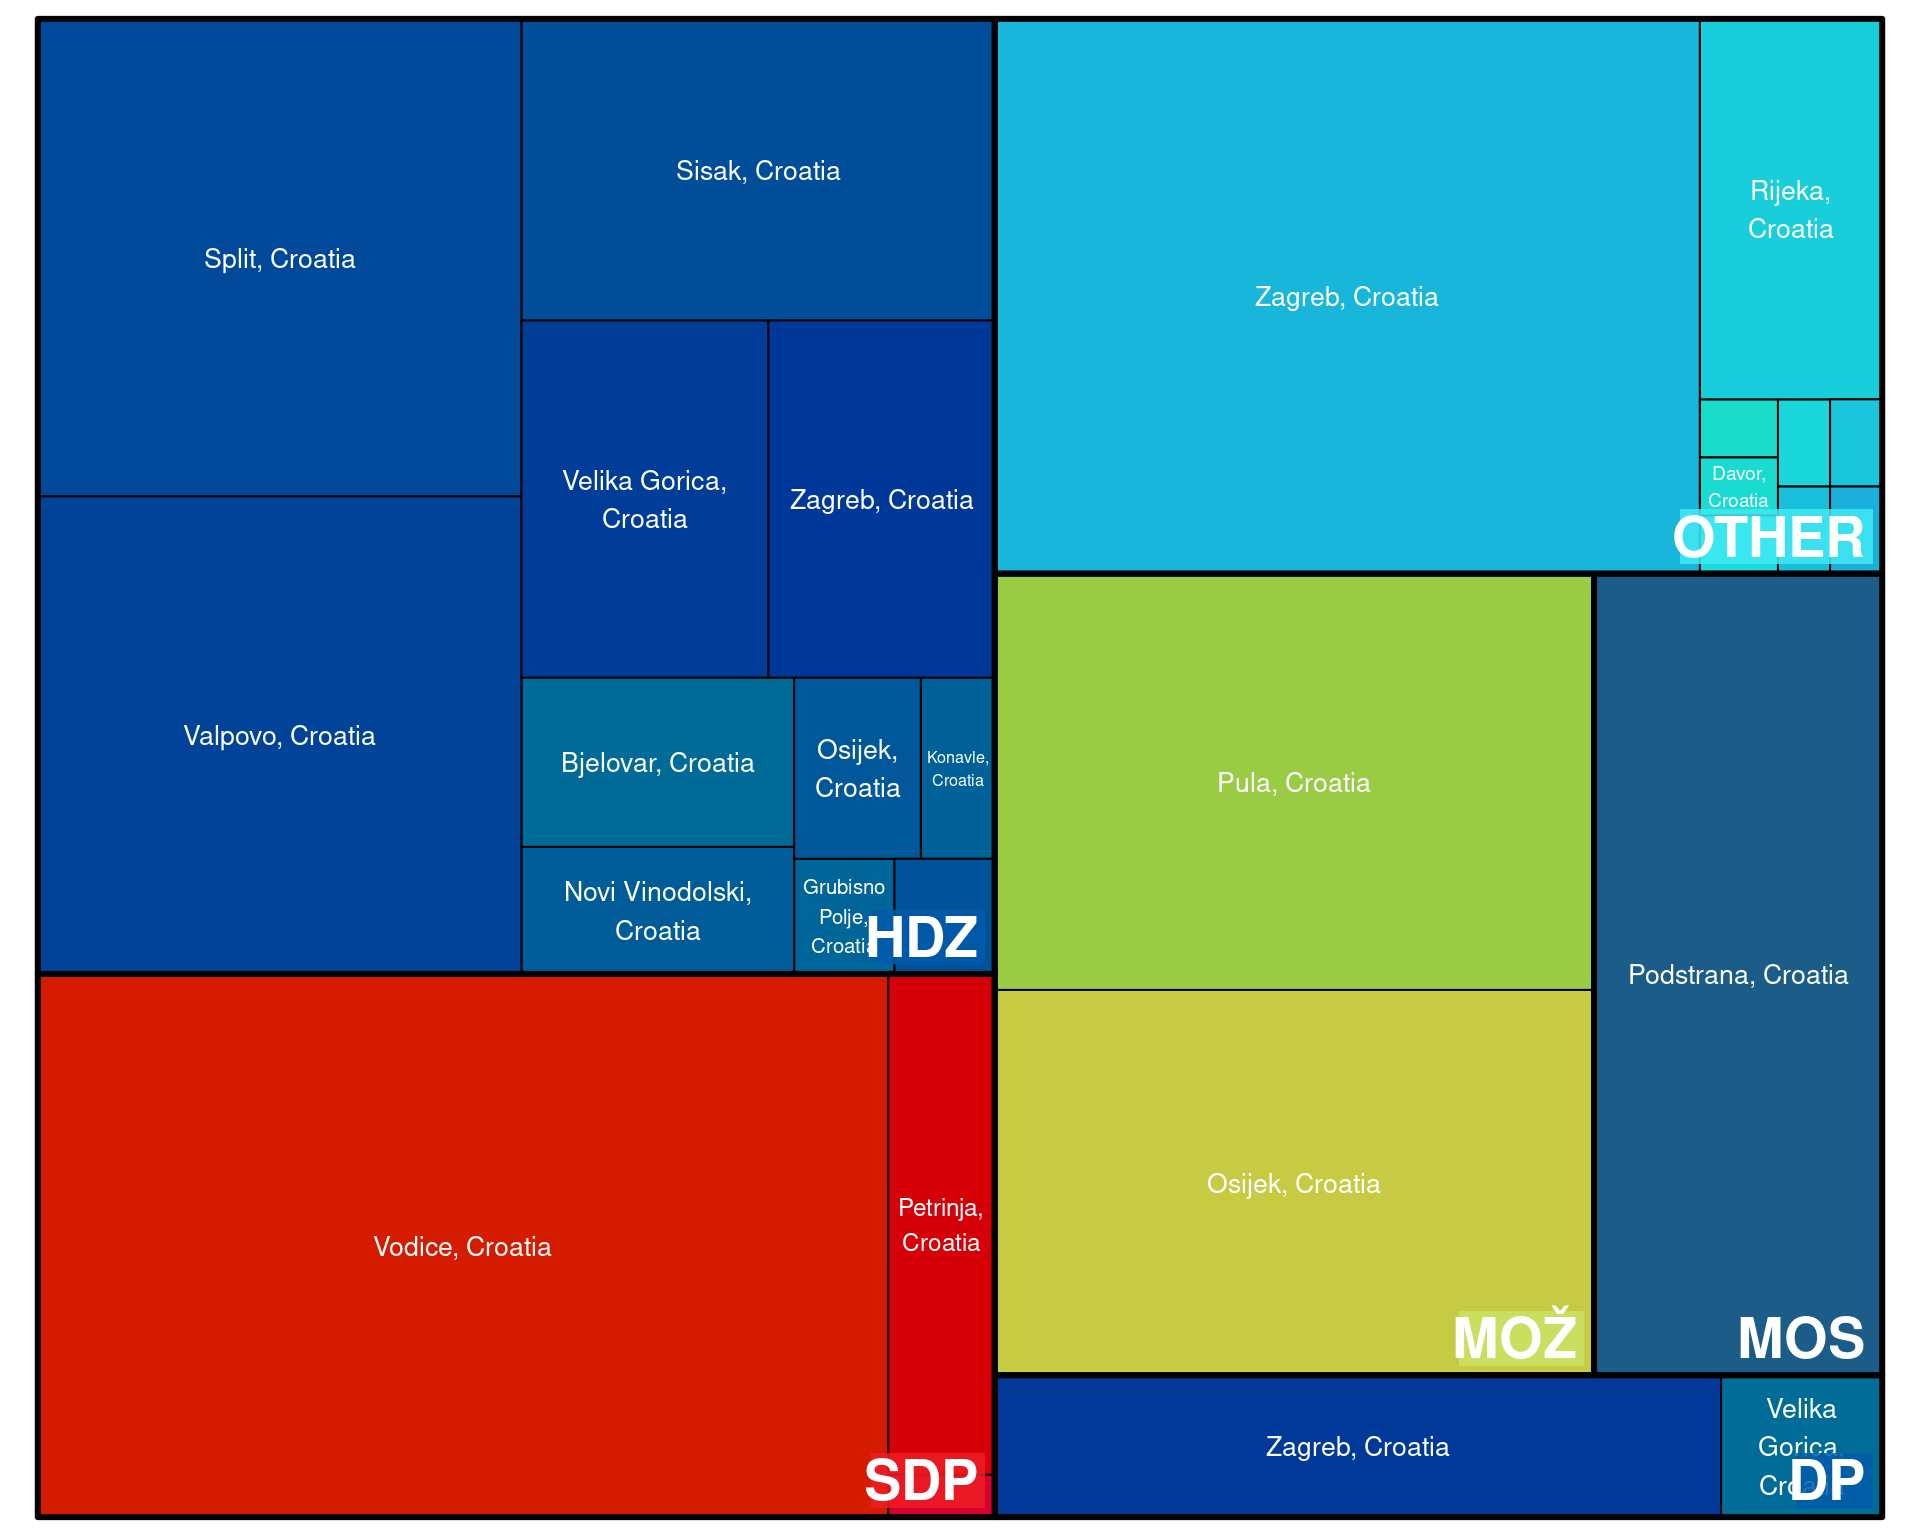 Split, Croatia
Sisak, Croatia
Velika Gorica,
Croatia
Zagreb, Croatia
Valpovo, Croatia
Bjelovar, Croatia
Osijek,
Croatia
Konavle,
Croatia
Novi Vinodolski,
Croatia
Grubisno
Polje,
Croatia
HDZ
Vodice, Croatia
Petrinja,
Croatia
SDP
Zagreb, Croatia
Rijeka,
Croatia
Davor,
Croatia
OTHER
Pula, Croatia
Osijek, Croatia
MOŽ
Podstrana, Croatia
MOS
Zagreb, Croatia
Velika
Gorica,
Croatia
DP